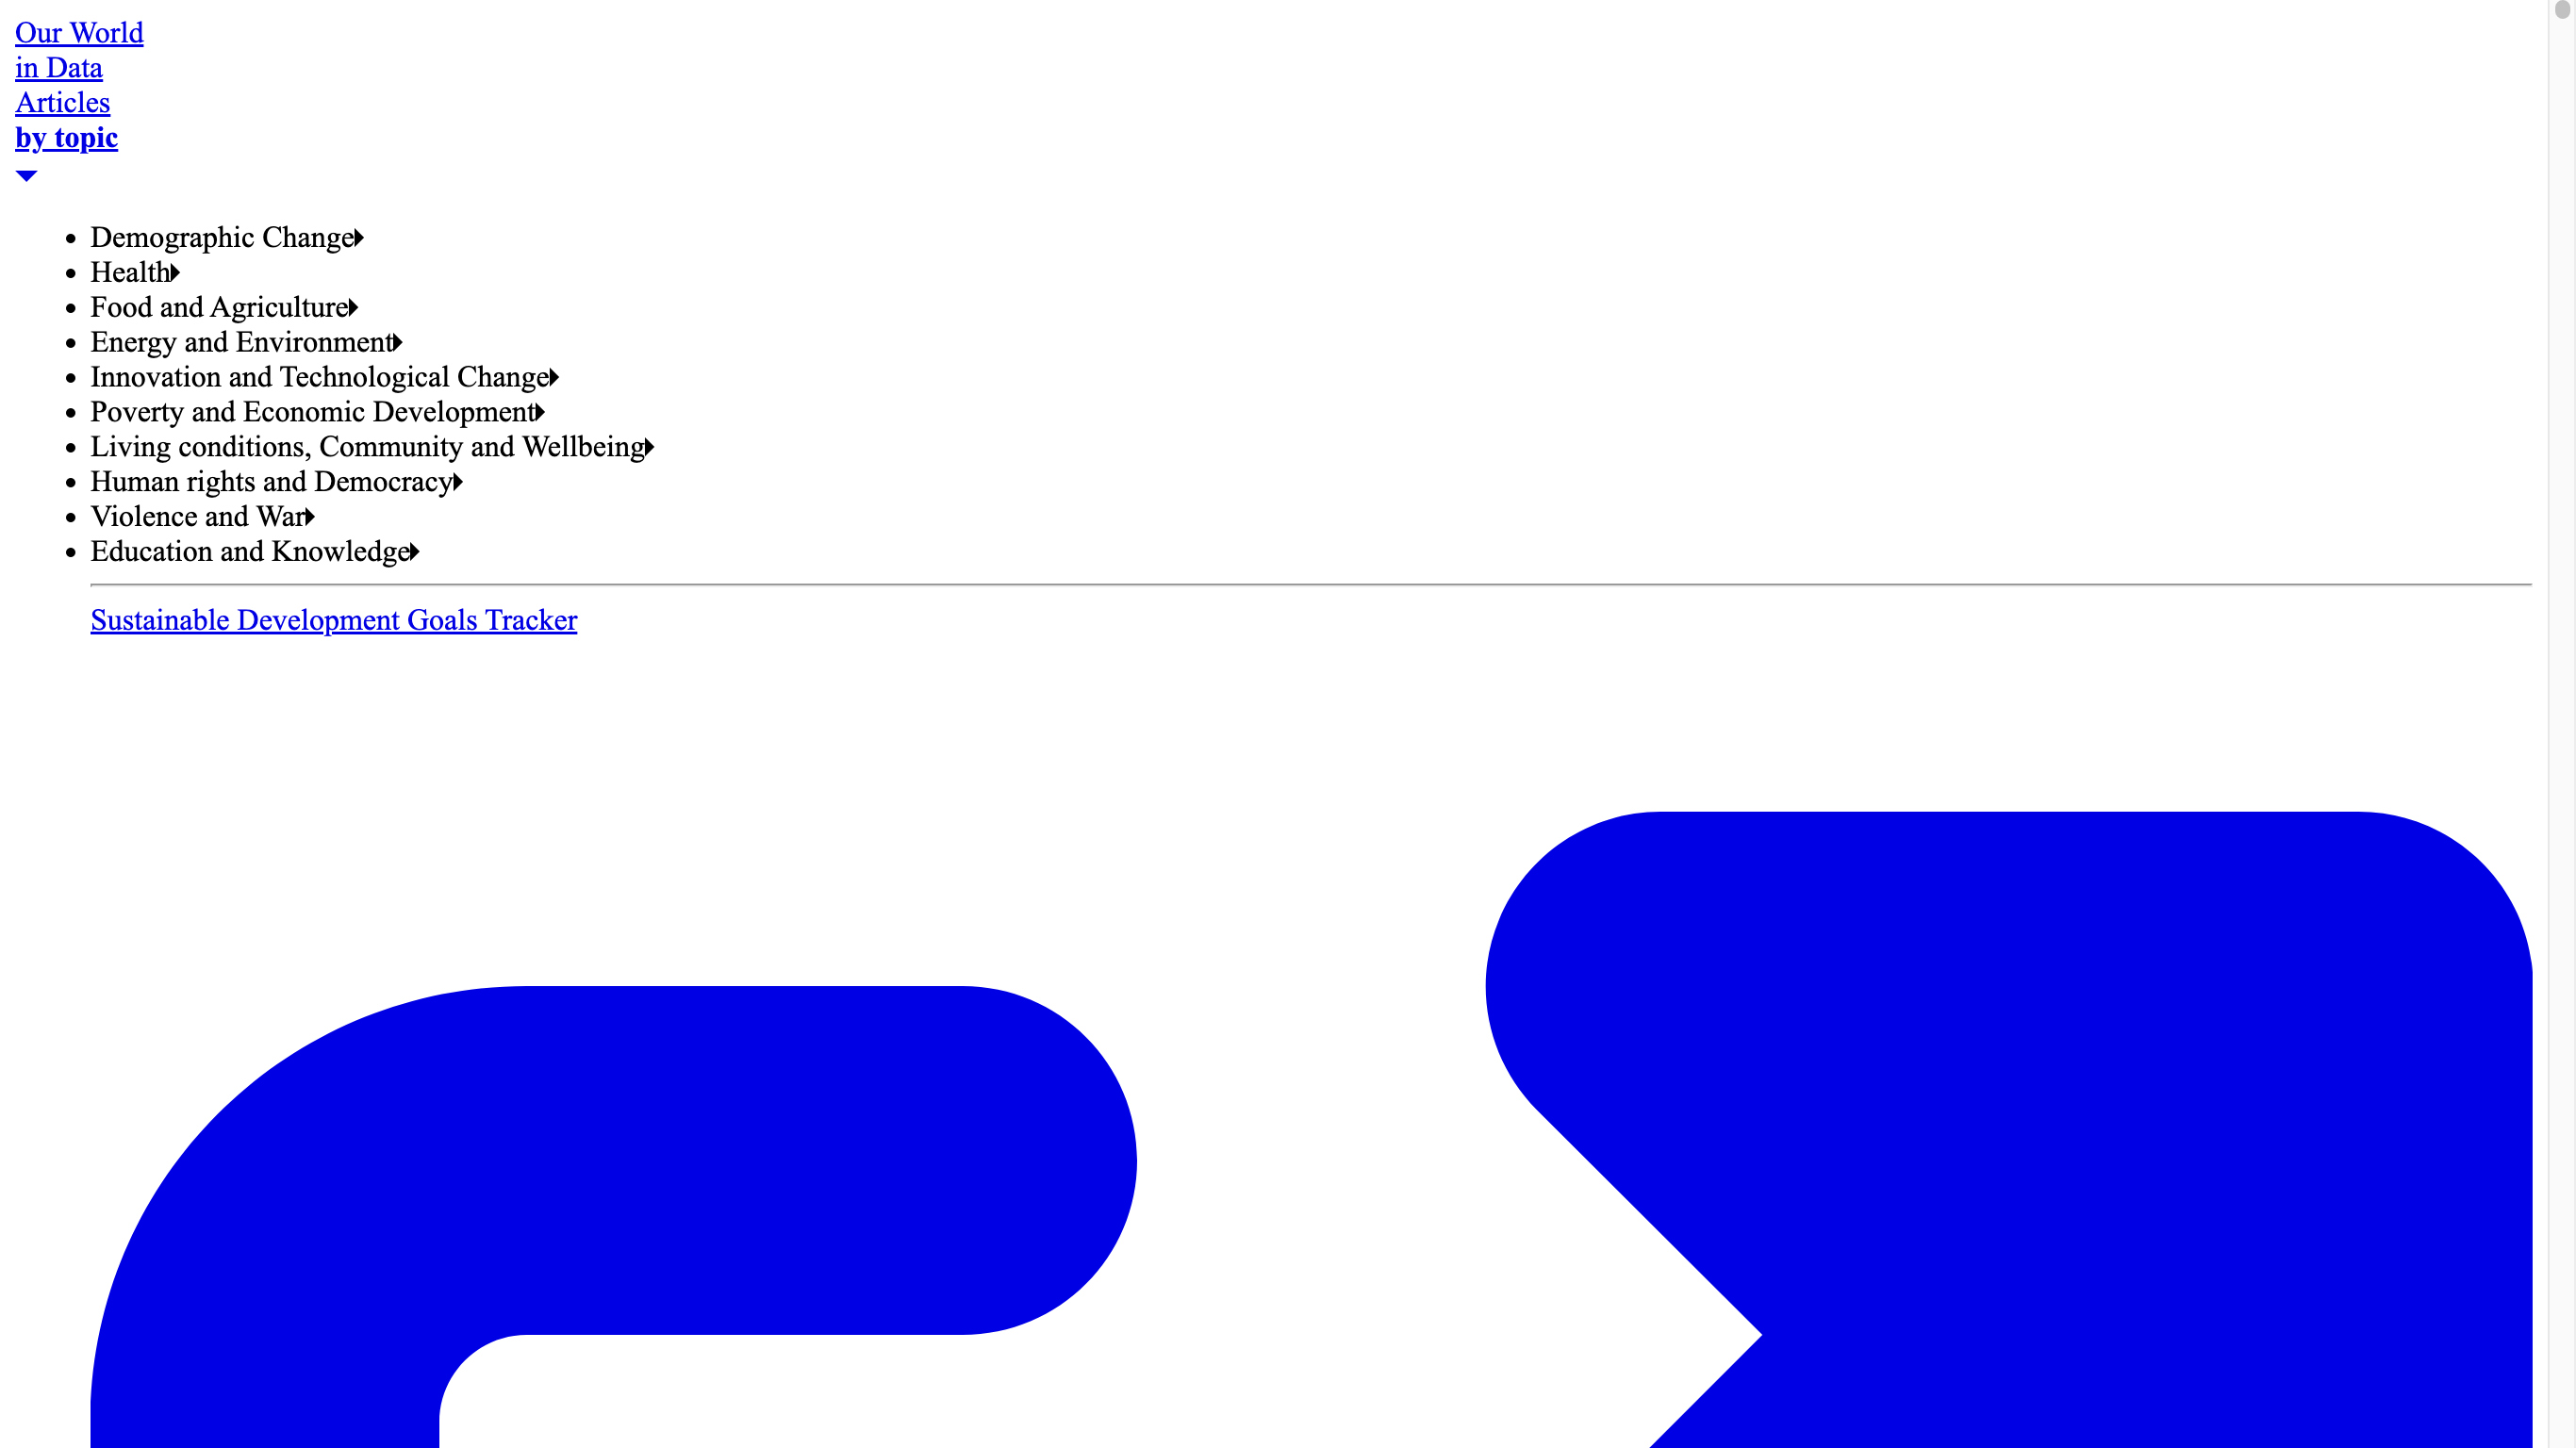 Our World
in Data
Articles
by topic
Demographic Change
Health
Food and Agriculture
Energy and Environment
Innovation and Technological Change
Poverty and Economic Development
Living conditions, Community and Wellbeing
Human rights and Democracy
Violence and War
Education and Knowledge
Sustainable Development Goals Tracker